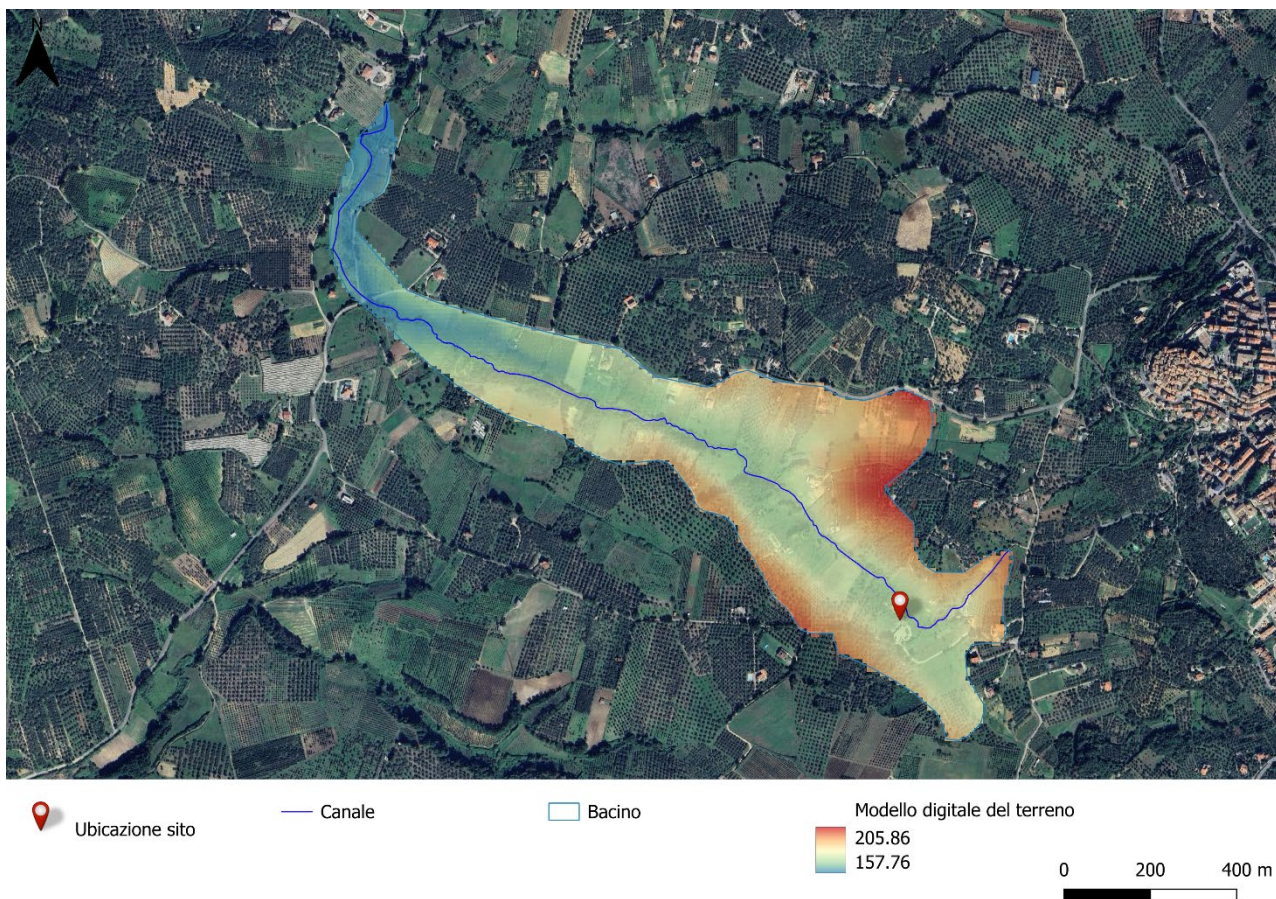 N
Ubicazione sito
Canale
Bacino
Modello digitale del terreno
205.86
157.76
0 200 400 m